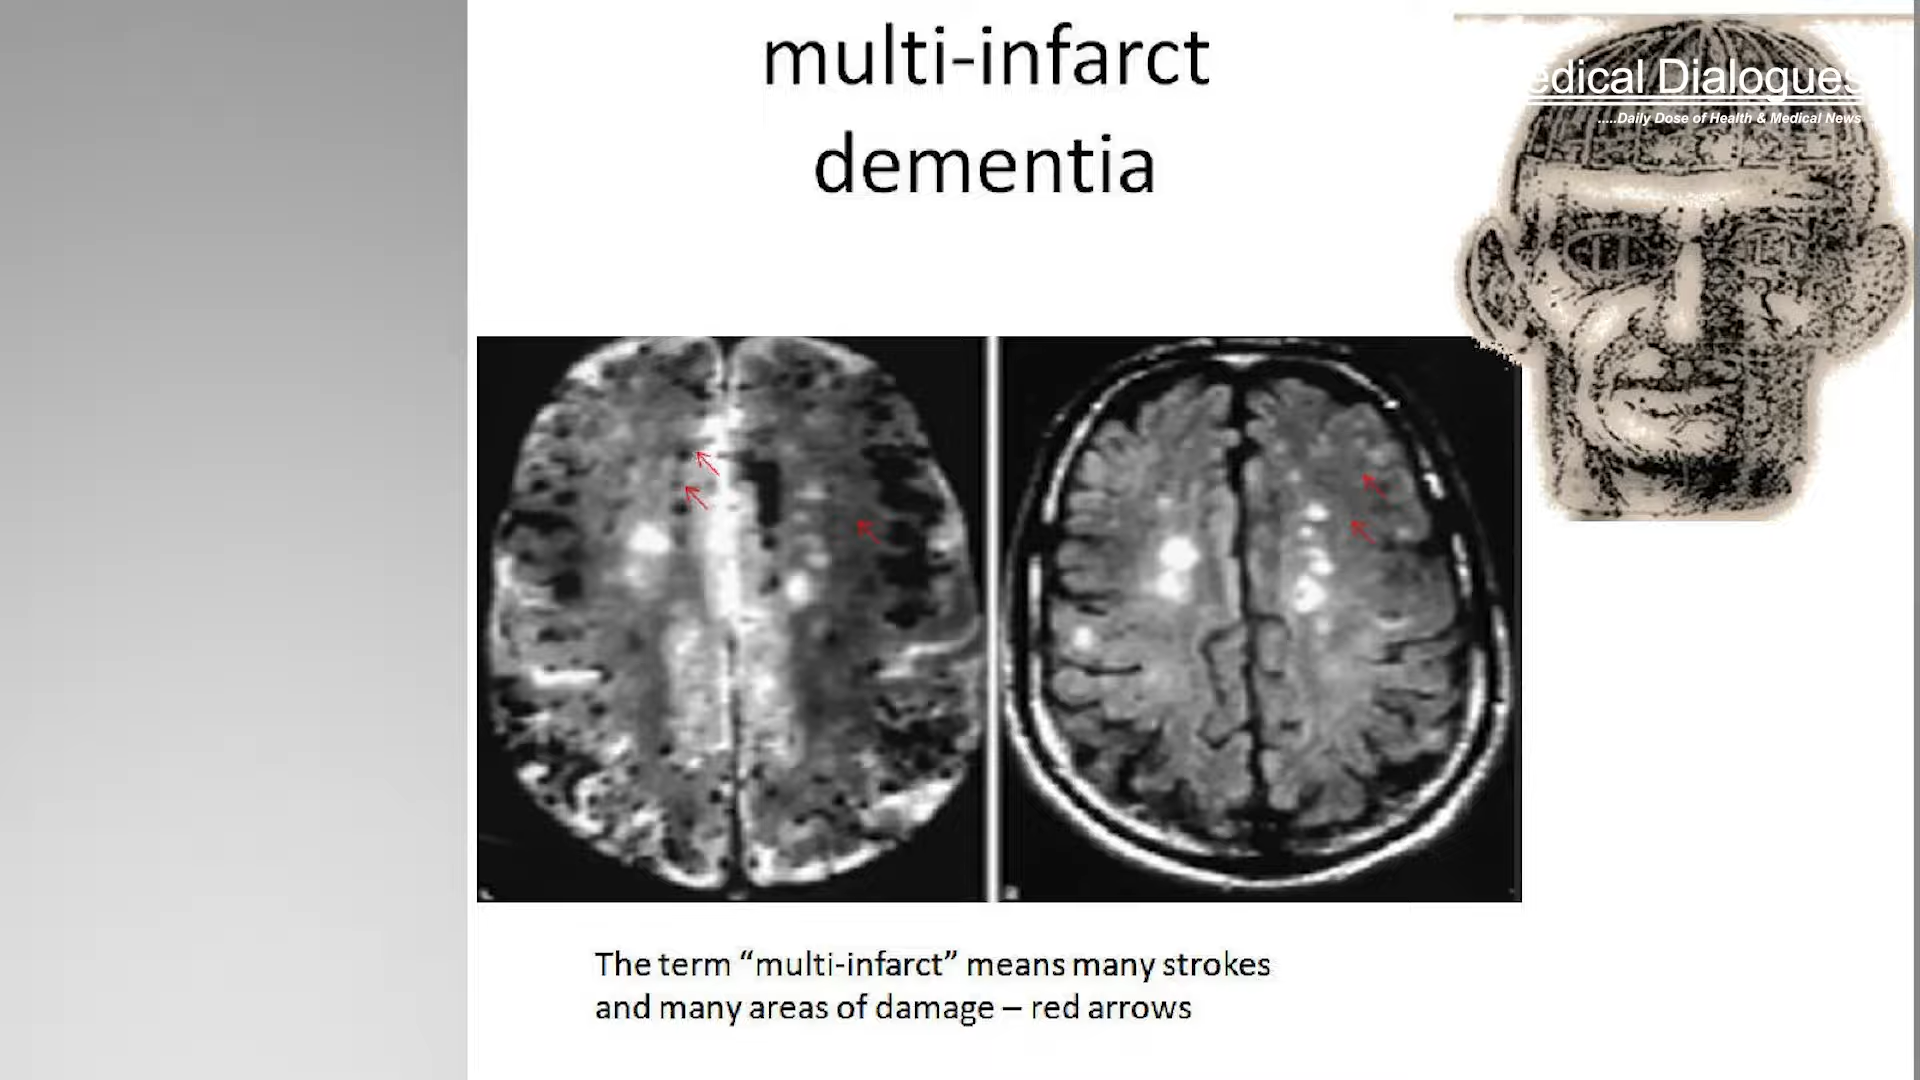 multi-infarct
dementia
edical Dialogues
.....Daily Dose of Health & Medical News
The term “multi-infarct” means many strokes
and many areas of damage – red arrows